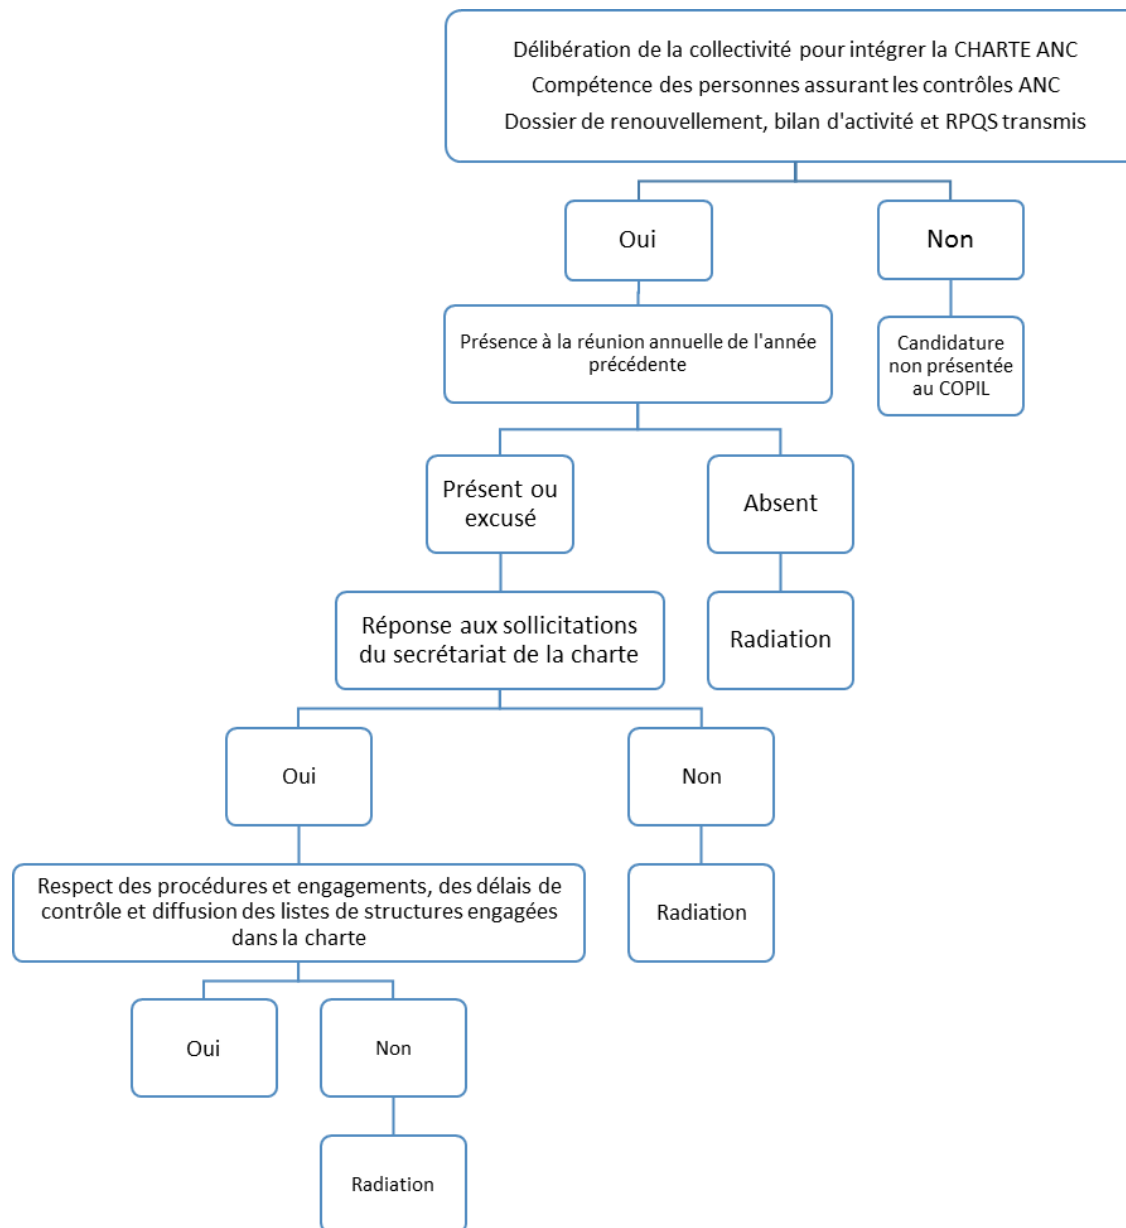 Délibération de la collectivité pour intégrer la CHARTE ANC
Compétence des personnes assurant les contrôles ANC
Dossier de renouvellement, bilan d'activité et RPQS transmis
Oui
Non
Présence à la réunion annuelle de l'année
précédente
Candidature
non présentée
au COPIL
Présent ou
excusé
Absent
Réponse aux sollicitations
du secrétariat de la charte
Radiation
Oui
Non
Respect des procédures et engagements, des délais de
contrôle et diffusion des listes de structures engagées
dans la charte
Radiation
Oui
Non
Radiation